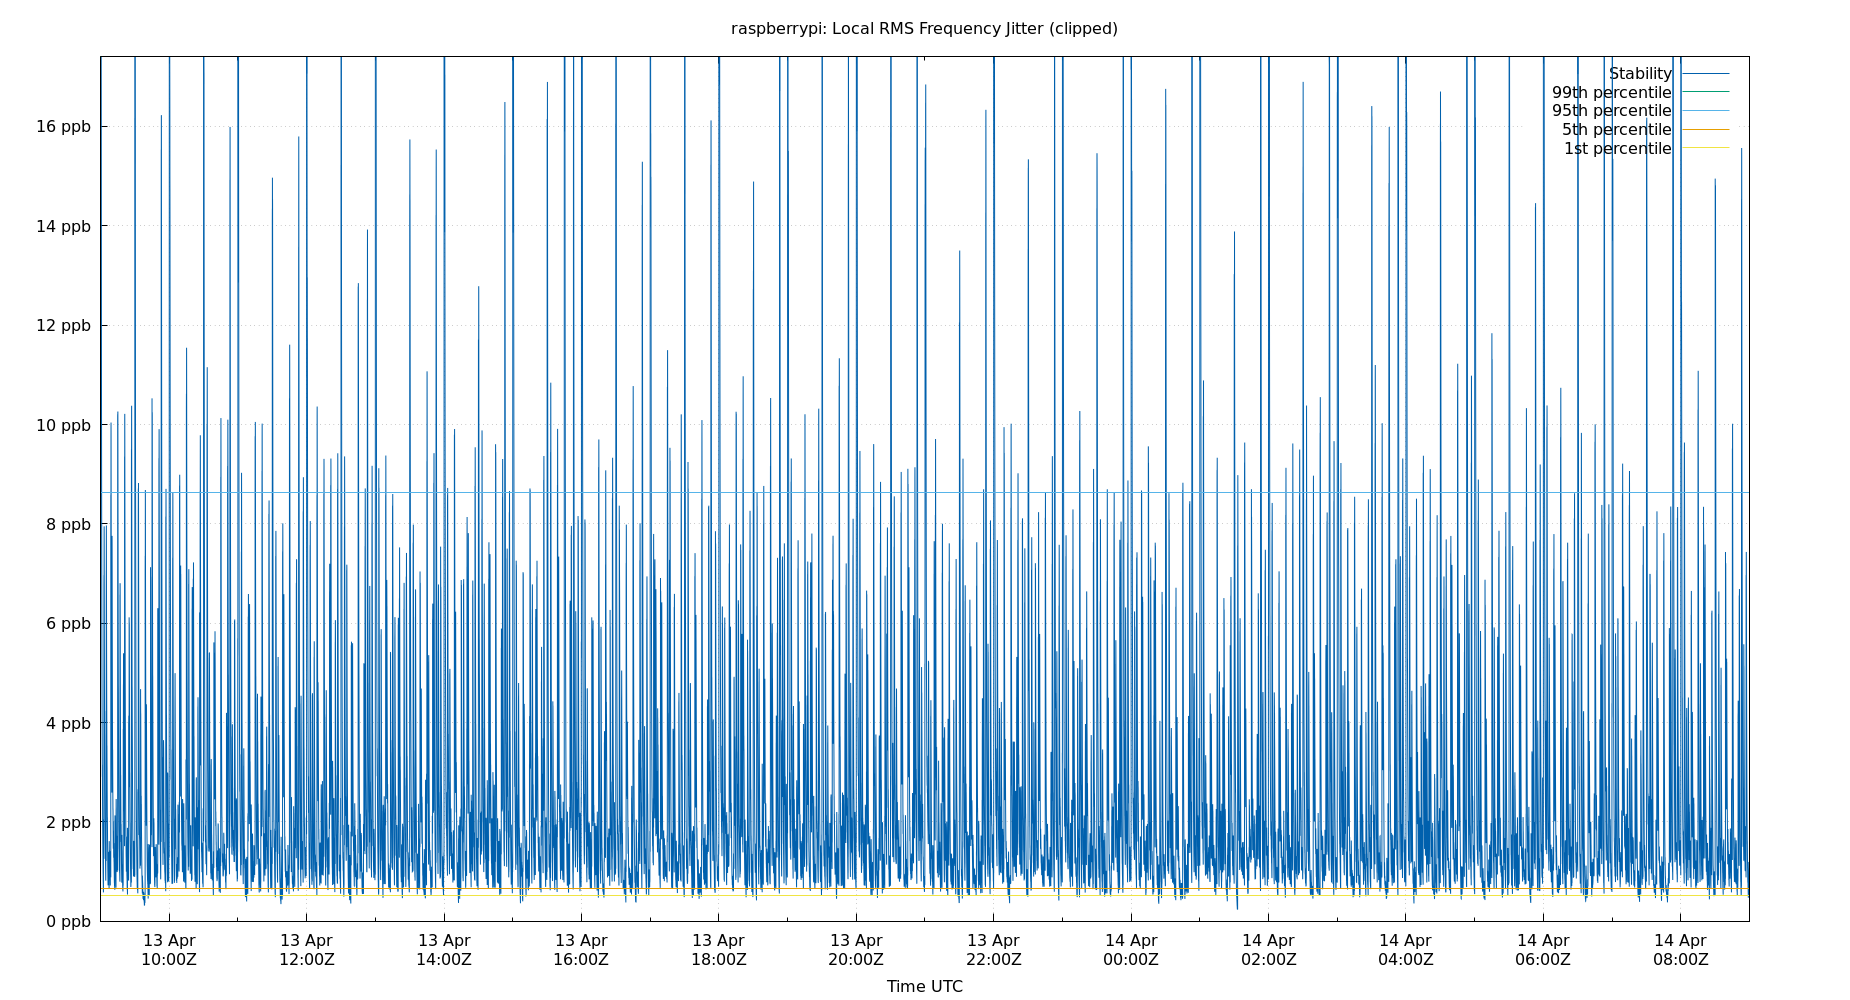 raspberrypi: Local RMS Frequency Jitter (clipped)
Stability
99th percentile
95th percentile
5th percentile
1st percentile
16 ppb
14 ppb
12 ppb
10 ppb
8 ppb
6 ppb
4 ppb
2 ppb
0 ppb
13 Apr 13 Apr 13 Apr 13 Apr 13 Apr 13 Apr 13 Apr 14 Apr 14 Apr 14 Apr 14 Apr 14 Apr
10:00Z 12:00Z 14:00Z 16:00Z 18:00Z 20:00Z 22:00Z 00:00Z 02:00Z 04:00Z 06:00Z 08:00Z
Time UTC